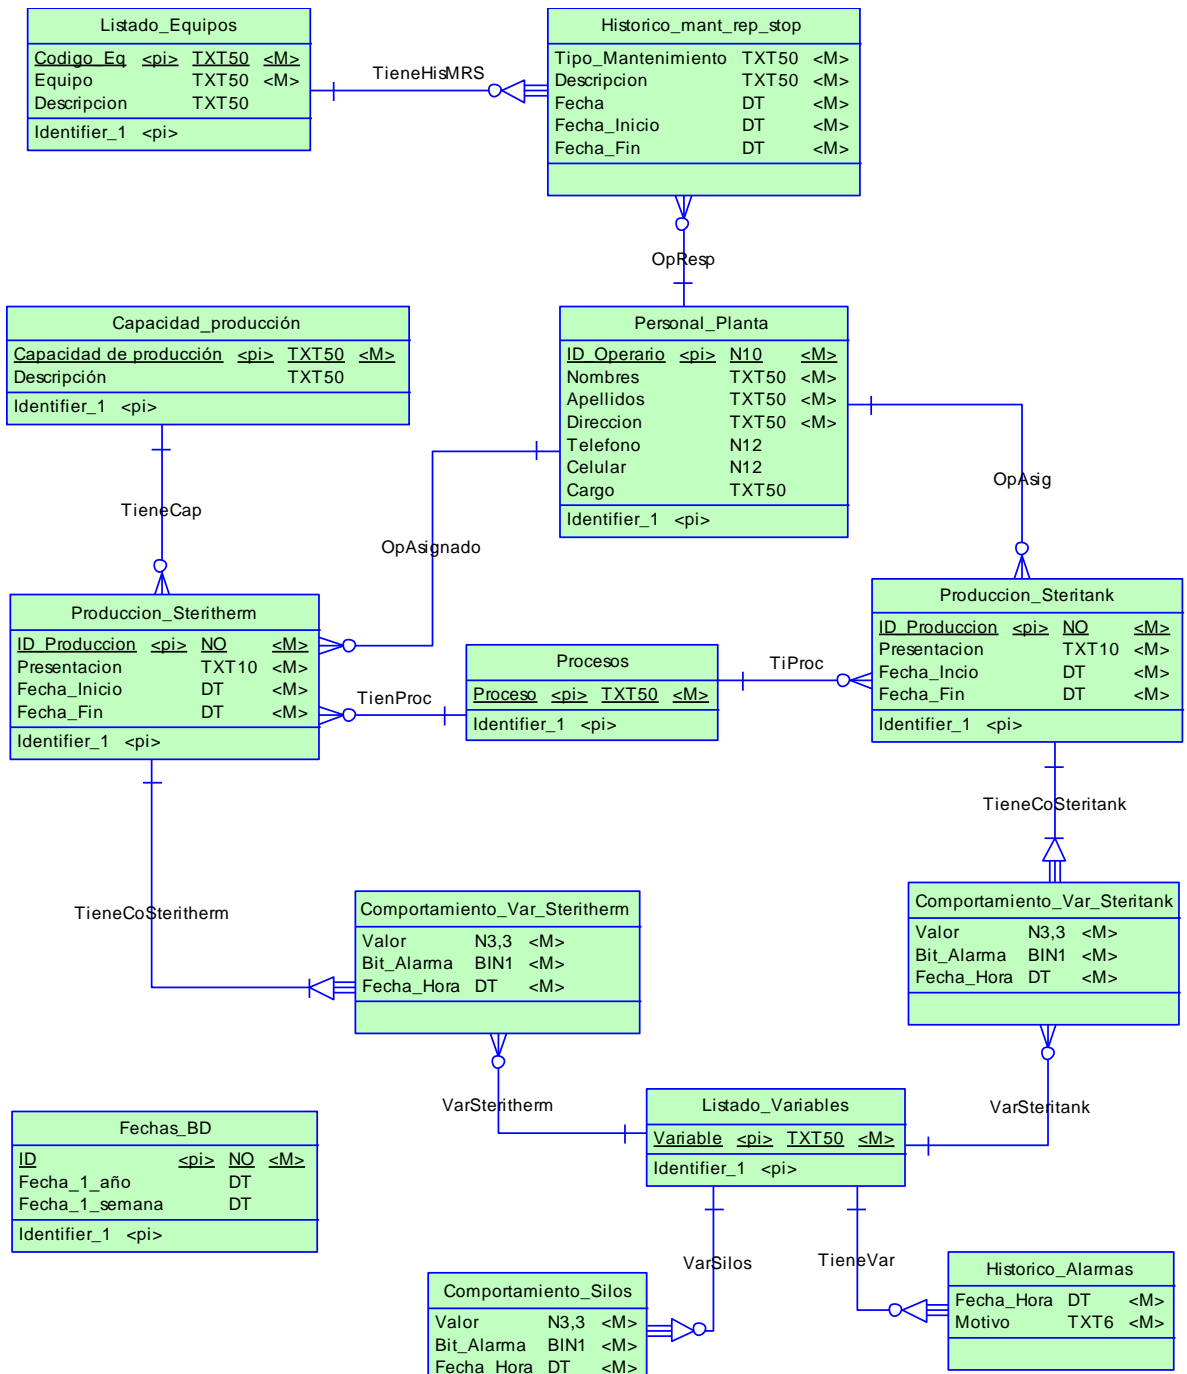 Listado_Equipos
Codigo_Eq <pi> TXT50 <M>
Equipo TXT50 <M>
Descripcion TXT50
Identifier_1 <pi>
TieneHisMRS
Historico_mant_rep_stop
Tipo_Mantenimiento TXT50 <M>
Descripcion TXT50 <M>
Fecha DT <M>
Fecha_Inicio DT <M>
Fecha_Fin DT <M>
OpResp
Capacidad_producción
Capacidad de producción <pi> TXT50 <M>
Descripción TXT50
Identifier_1 <pi>
Personal_Planta
ID_Operario <pi> N10 <M>
Nombres TXT50 <M>
Apellidos TXT50 <M>
Direccion TXT50 <M>
Telefono N12
Celular N12
Cargo TXT50
Identifier_1 <pi>
TieneCap
OpAsignado
OpAsig
Produccion_Steritherm
ID_Produccion <pi> NO <M>
Presentacion TXT10 <M>
Fecha_Inicio DT <M>
Fecha_Fin DT <M>
Identifier_1 <pi>
TienProc
Procesos
Proceso <pi> TXT50 <M>
Identifier_1 <pi>
TiProc
Produccion_Steritank
ID_Produccion <pi> NO <M>
Presentacion TXT10 <M>
Fecha_Incio DT <M>
Fecha_Fin DT <M>
Identifier_1 <pi>
TieneCoSteritank
TieneCoSteritherm
Comportamiento_Var_Steritherm
Valor N3,3 <M>
Bit_Alarma BIN1 <M>
Fecha_Hora DT <M>
Comportamiento_Var_Steritank
Valor N3,3 <M>
Bit_Alarma BIN1 <M>
Fecha_Hora DT <M>
VarSteritherm
VarSteritank
Fechas_BD
ID <pi> NO <M>
Fecha_1_año DT
Fecha_1_semana DT
Identifier_1 <pi>
Listado_Variables
Variable <pi> TXT50 <M>
Identifier_1 <pi>
VarSilos
TieneVar
Comportamiento_Silos
Valor N3,3 <M>
Bit_Alarma BIN1 <M>
Fecha_Hora DT <M>
Historico_Alarmas
Fecha_Hora DT <M>
Motivo TXT6 <M>